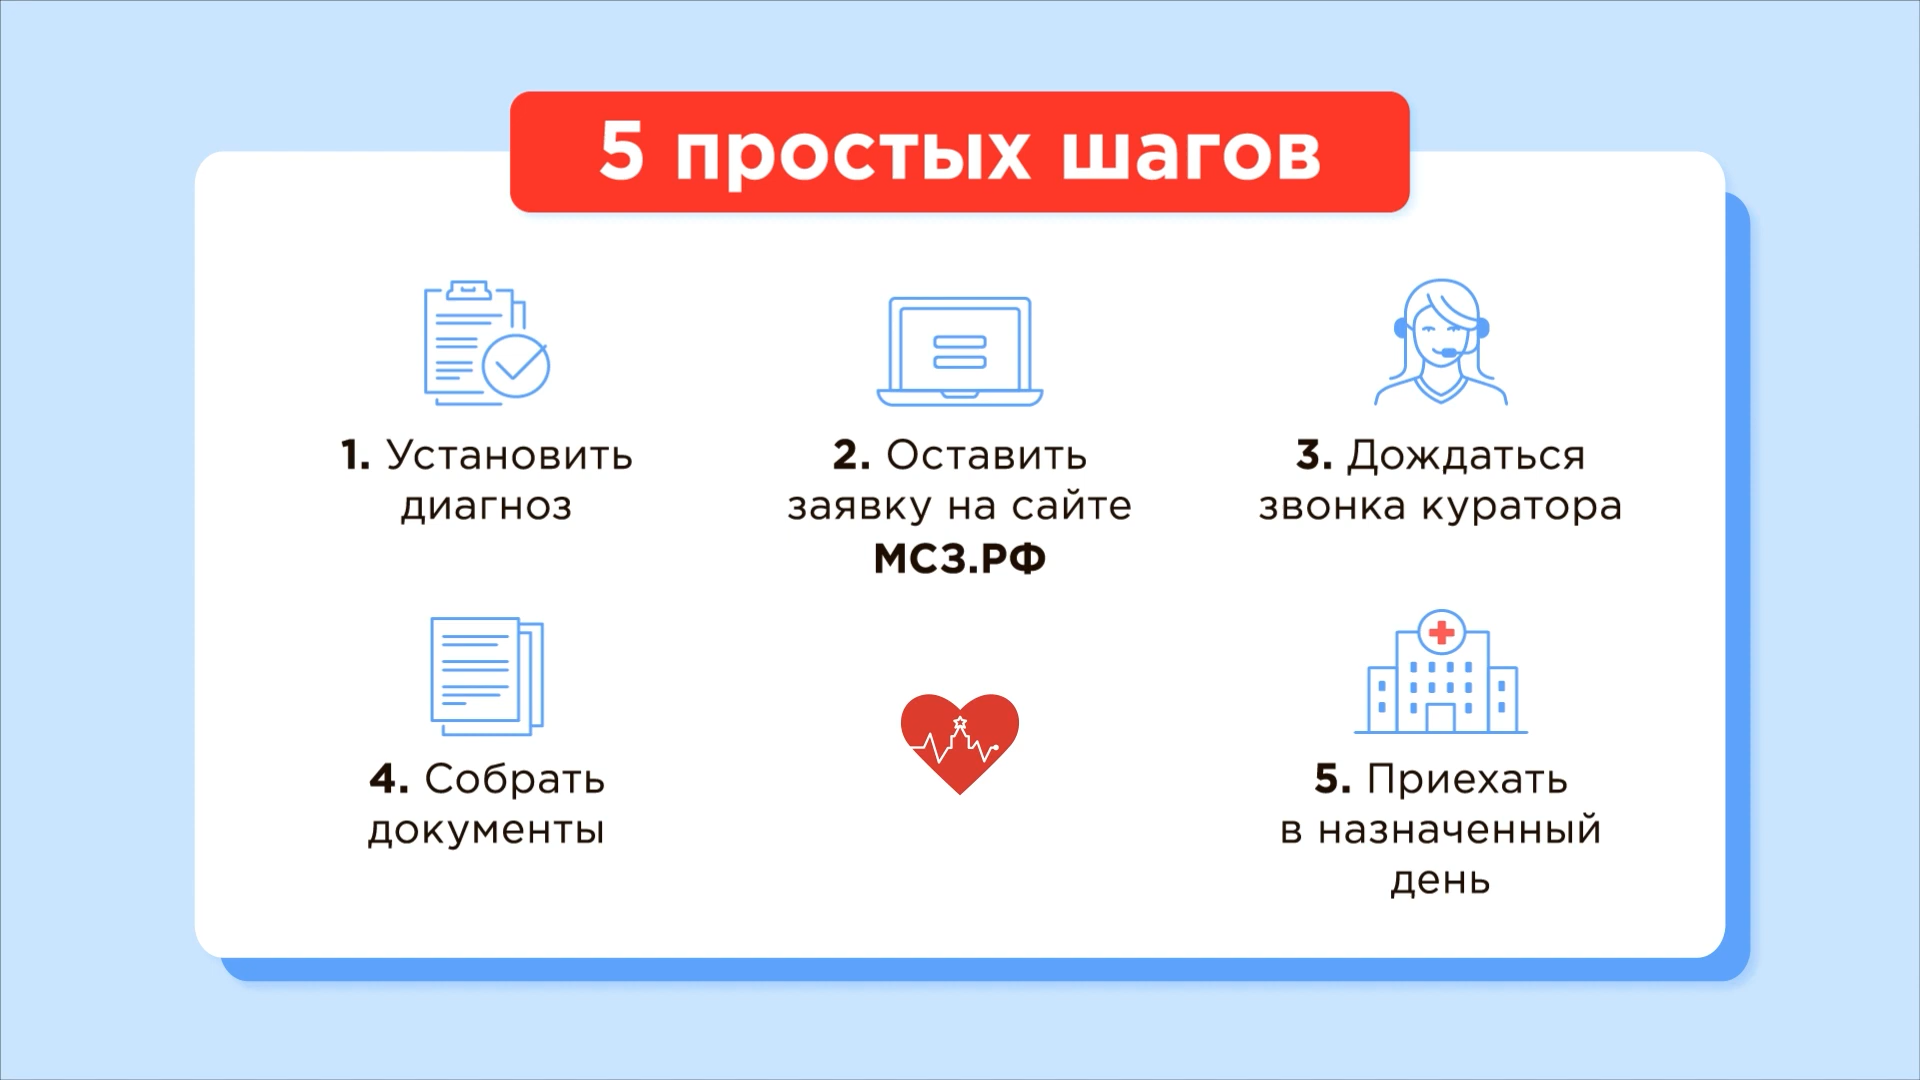 5 простых шагов
1. Установить
диагноз
2. Оставить
заявку на сайте
МСЗ.РФ
3. Дождаться
звонка куратора
4. Собрать
документы
5. Приехать
в назначенный
день